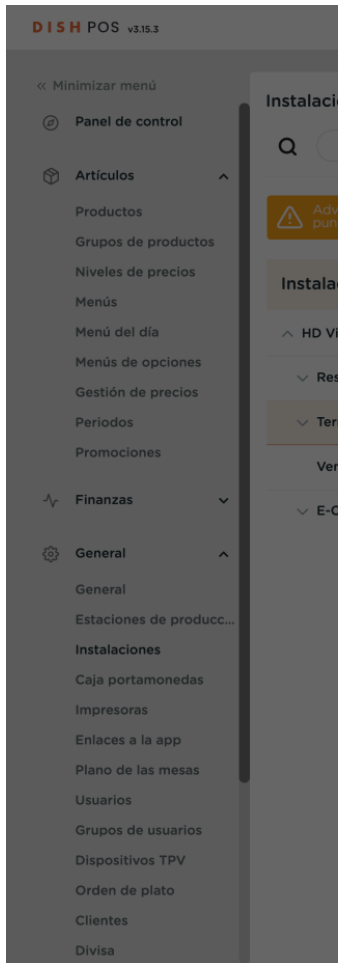 DISH POS v3.15.3
« Minimizar menú
Panel de control
Artículos
Productos
Grupos de productos
Niveles de precios
Menús
Menú del día
Menús de opciones
Gestión de precios
Periodos
Promociones
Finanzas
General
General
Estaciones de producc...
Instalaciones
Caja portamonedas
Impresoras
Enlaces a la app
Plano de las mesas
Usuarios
Grupos de usuarios
Dispositivos TPV
Orden de plato
Clientes
Divisa
Instalaci
Adv
pun
Instala
HD Vi
Res
Ter
Ver
E-C